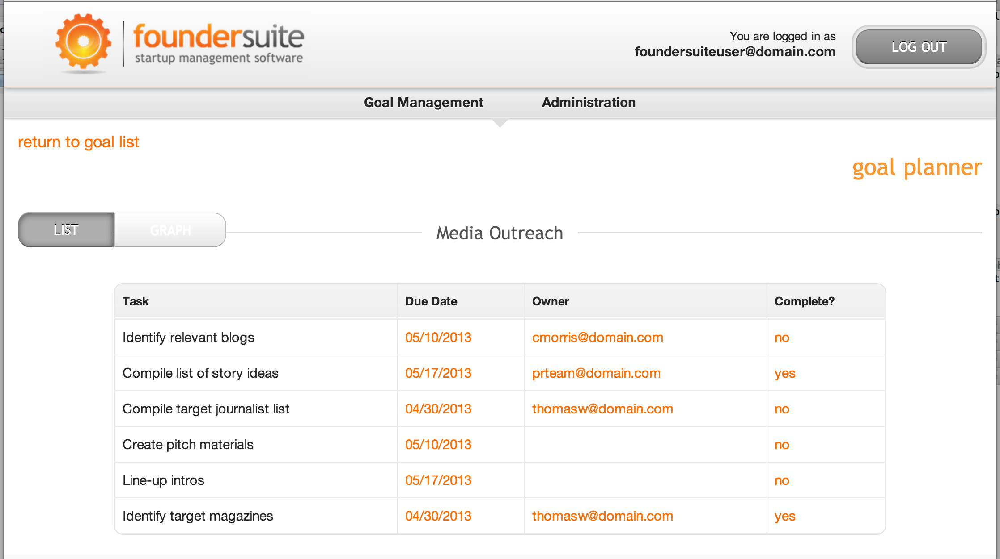 foundersuite
startup management software
You are logged in as
foundersuiteuser@domain.com
LOG OUT
Goal Management Administration
return to goal list
goal planner
LIST GRAPH
Media Outreach
Task Due Date Owner Complete?
Identify relevant blogs 05/10/2013 cmorris@domain.com no
Compile list of story ideas 05/17/2013 prteam@domain.com yes
Compile target journalist list 04/30/2013 thomasw@domain.com no
Create pitch materials 05/10/2013 no
Line-up intros 05/17/2013 no
Identify target magazines 04/30/2013 thomasw@domain.com yes